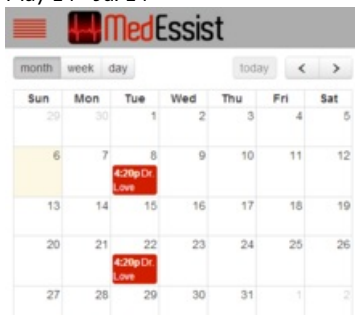 May 14 - Jul 14
MedEssist
month week day today < >
Sun Mon Tue Wed Thu Fri Sat
29 30 1 2 3 4 5
6 7 8 9 10 11 12
4:20p Dr.
Love
13 14 15 16 17 18 19
20 21 22 23 24 25 26
4:20p Dr.
Love
27 28 29 30 31 1 2